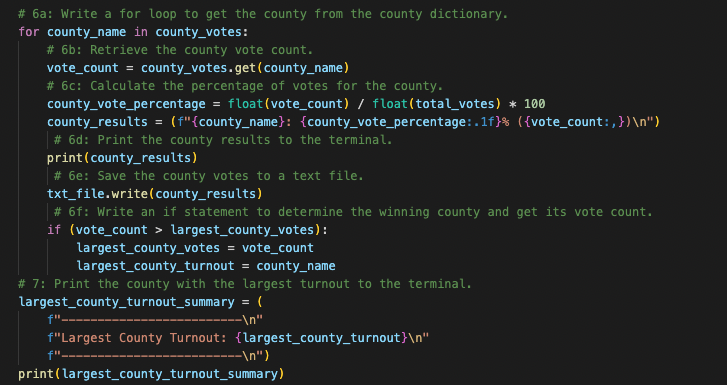 # 6a: Write a for loop to get the county from the county dictionary.
for county_name in county_votes:
    # 6b: Retrieve the county vote count.
    vote_count = county_votes.get(county_name)
    # 6c: Calculate the percentage of votes for the county.
    county_vote_percentage = float(vote_count) / float(total_votes) * 100
    county_results = (f"{county_name}: {county_vote_percentage:.1f}% ({vote_count:,})\n")
     # 6d: Print the county results to the terminal.
    print(county_results)
     # 6e: Save the county votes to a text file.
    txt_file.write(county_results)
     # 6f: Write an if statement to determine the winning county and get its vote count.
    if (vote_count > largest_county_votes):
        largest_county_votes = vote_count
        largest_county_turnout = county_name
# 7: Print the county with the largest turnout to the terminal.
largest_county_turnout_summary = (
    f"-------------------------\n"
    f"Largest County Turnout: {largest_county_turnout}\n"
    f"-------------------------\n")
print(largest_county_turnout_summary)